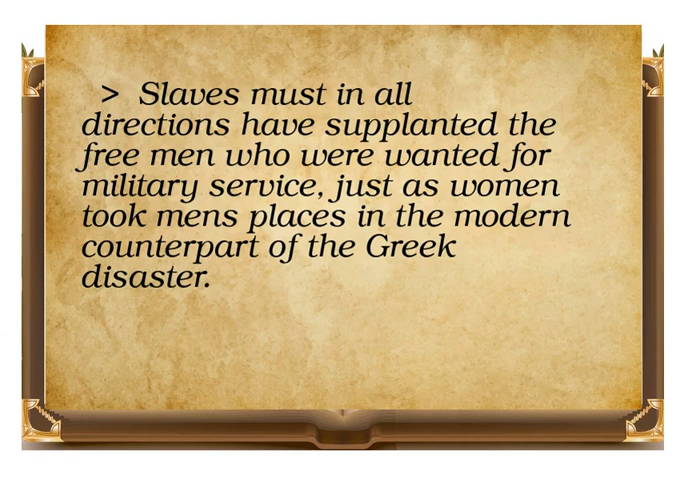 > Slaves must in all
directions have supplanted the
free men who were wanted for
military service, just as women
took mens places in the modern
counterpart of the Greek
disaster.